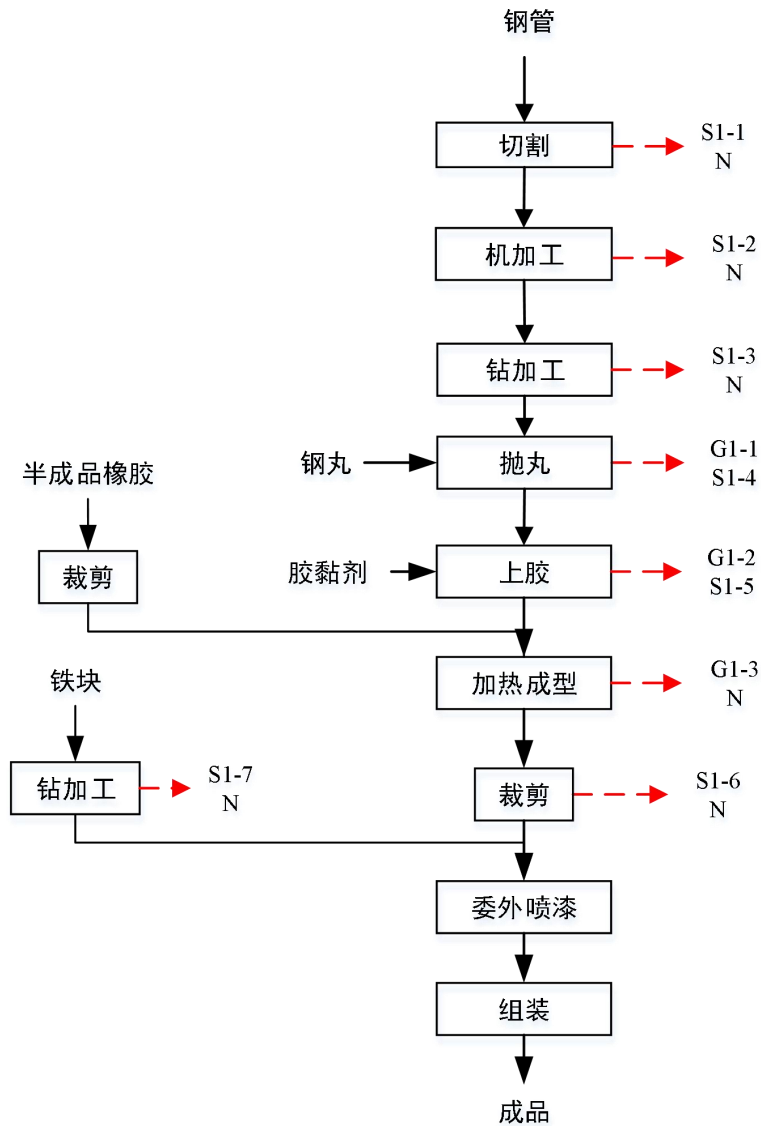 钢管
切割
S1-1
N
机加工
S1-2
N
钻加工
S1-3
N
钢丸
抛丸
G1-1
S1-4
半成品橡胶
裁剪
胶黏剂
上胶
G1-2
S1-5
加热成型
G1-3
N
铁块
钻加工
S1-7
N
裁剪
S1-6
N
委外喷漆
组装
成品